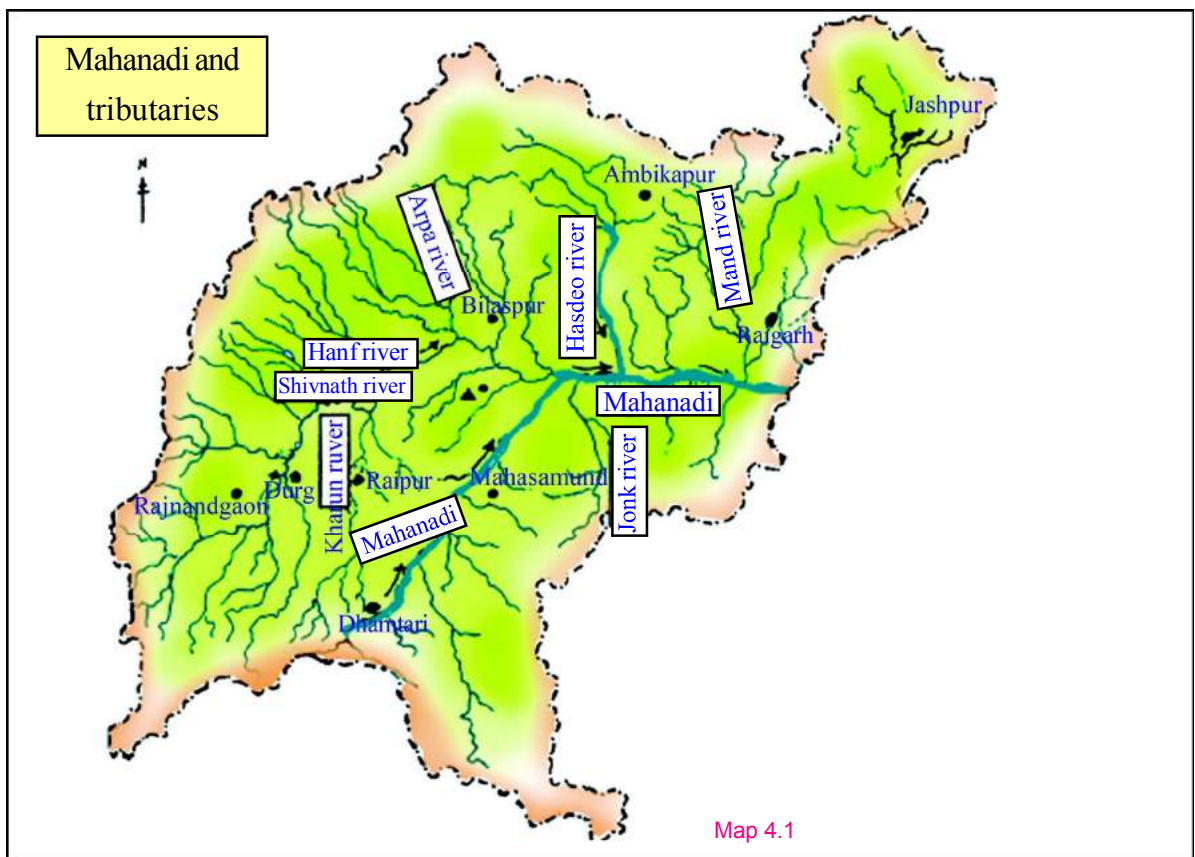 Mahanadi and
tributaries
N
Jashpur
Ambikapur
Arpa river
Hasdeo river
Mand river
Bilaspur
Raigarh
Hanf river
Shivnath river
Mahanadi
Kharun ruver
Raipur
Mahasamund
Jonk river
Durg
Rajnandgaon
Mahanadi
Dhamtari
Map 4.1